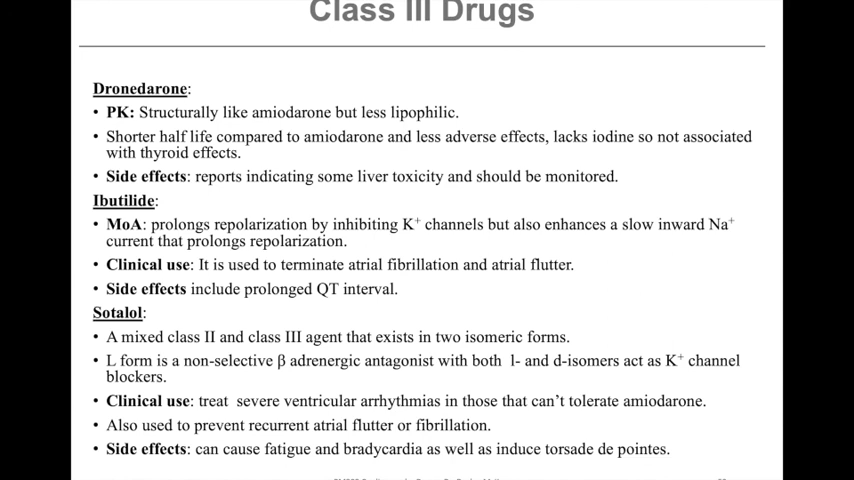 Class III Drugs
Dronedarone:
• PK: Structurally like amiodarone but less lipophilic.
• Shorter half life compared to amiodarone and less adverse effects, lacks iodine so not associated
with thyroid effects.
• Side effects: reports indicating some liver toxicity and should be monitored.
Ibutilide:
• MoA: prolongs repolarization by inhibiting K⁺ channels but also enhances a slow inward Na⁺
current that prolongs repolarization.
• Clinical use: It is used to terminate atrial fibrillation and atrial flutter.
• Side effects include prolonged QT interval.
Sotalol:
• A mixed class II and class III agent that exists in two isomeric forms.
• L form is a non-selective β adrenergic antagonist with both l- and d-isomers act as K⁺ channel
blockers.
• Clinical use: treat severe ventricular arrhythmias in those that can't tolerate amiodarone.
• Also used to prevent recurrent atrial flutter or fibrillation.
• Side effects: can cause fatigue and bradycardia as well as induce torsade de pointes.